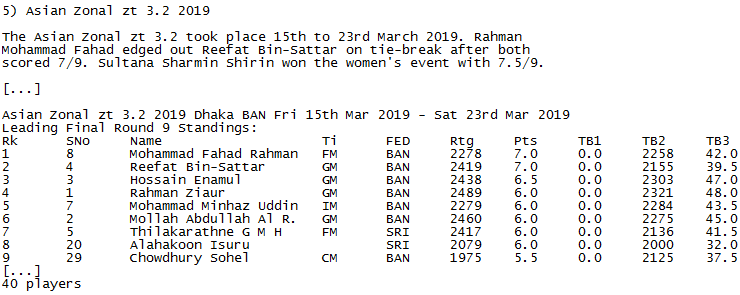 5) Asian Zonal zt 3.2 2019
The Asian Zonal zt 3.2 took place 15th to 23rd March 2019. Rahman
Mohammad Fahad edged out Reefat Bin-Sattar on tie-break after both
scored 7/9. Sultana Sharmin Shirin won the women's event with 7.5/9.
[...]
Asian Zonal zt 3.2 2019 Dhaka BAN Fri 15th Mar 2019 - Sat 23rd Mar 2019
Leading Final Round 9 Standings:
Rk SNo Name Ti FED Rtg Pts TB1 TB2 TB3
1 8 Mohammad Fahad Rahman FM BAN 2278 7.0 0.0 2258 42.0
2 4 Reefat Bin-Sattar GM BAN 2419 7.0 0.0 2155 39.5
3 3 Hossain Enamul GM BAN 2438 6.5 0.0 2303 47.0
4 1 Rahman Ziaur GM BAN 2489 6.0 0.0 2321 48.0
5 7 Mohammad Minhaz Uddin IM BAN 2279 6.0 0.0 2284 43.5
6 2 Mollah Abdullah Al R. GM BAN 2460 6.0 0.0 2275 45.0
7 5 Thilakarathne G M H FM SRI 2417 6.0 0.0 2136 41.5
8 20 Alahakoon Isuru SRI 2079 6.0 0.0 2000 32.0
9 29 Chowdhury Sohel CM BAN 1975 5.5 0.0 2125 37.5
[...]
40 players